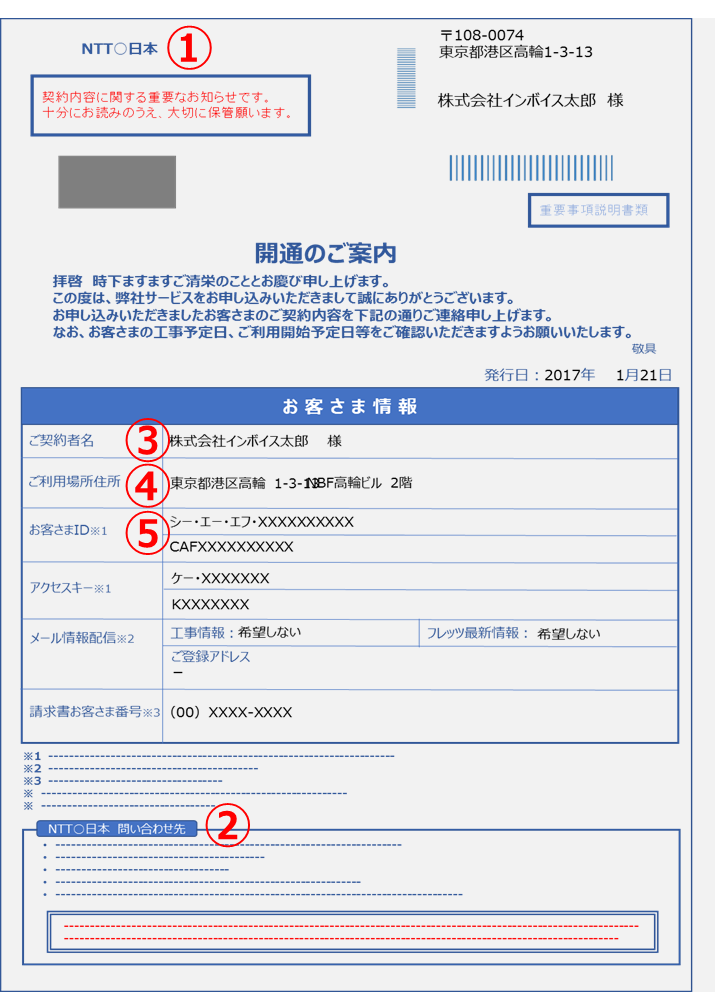 NTT○日本 ①
〒108-0074
東京都港区高輪1-3-13
株式会社インボイス太郎 様
契約内容に関する重要なお知らせです。
十分にお読みのうえ、大切に保管願います。
重要事項説明書類
開通のご案内
拝啓 時下ますますご清栄のこととお慶び申し上げます。
この度は、弊社サービスをお申し込みいただきまして誠にありがとうございます。
お申し込みいただきましたお客さまのご契約内容を下記の通りご連絡申し上げます。
なお、お客さまの工事予定日、ご利用開始予定日等をご確認いただきますようお願いいたします。
敬具
発行日：2017年 1月21日
お客さま情報
ご契約者名 ③ 株式会社インボイス太郎 様
ご利用場所住所 ④ 東京都港区高輪 1-3-13 NBF高輪ビル 2階
お客さまID※1 ⑤ シー・エー・エフ・XXXXXXXXXX
CAFXXXXXXXXXX
アクセスキー※1 ケー・XXXXXXX
KXXXXXXX
メール情報配信※2 工事情報：希望しない フレッツ最新情報： 希望しない
ご登録アドレス
−
請求書お客さま番号※3 (00) XXXX-XXXX
※1
※2
※3
※
※
NTT○日本 問い合わせ先 ②